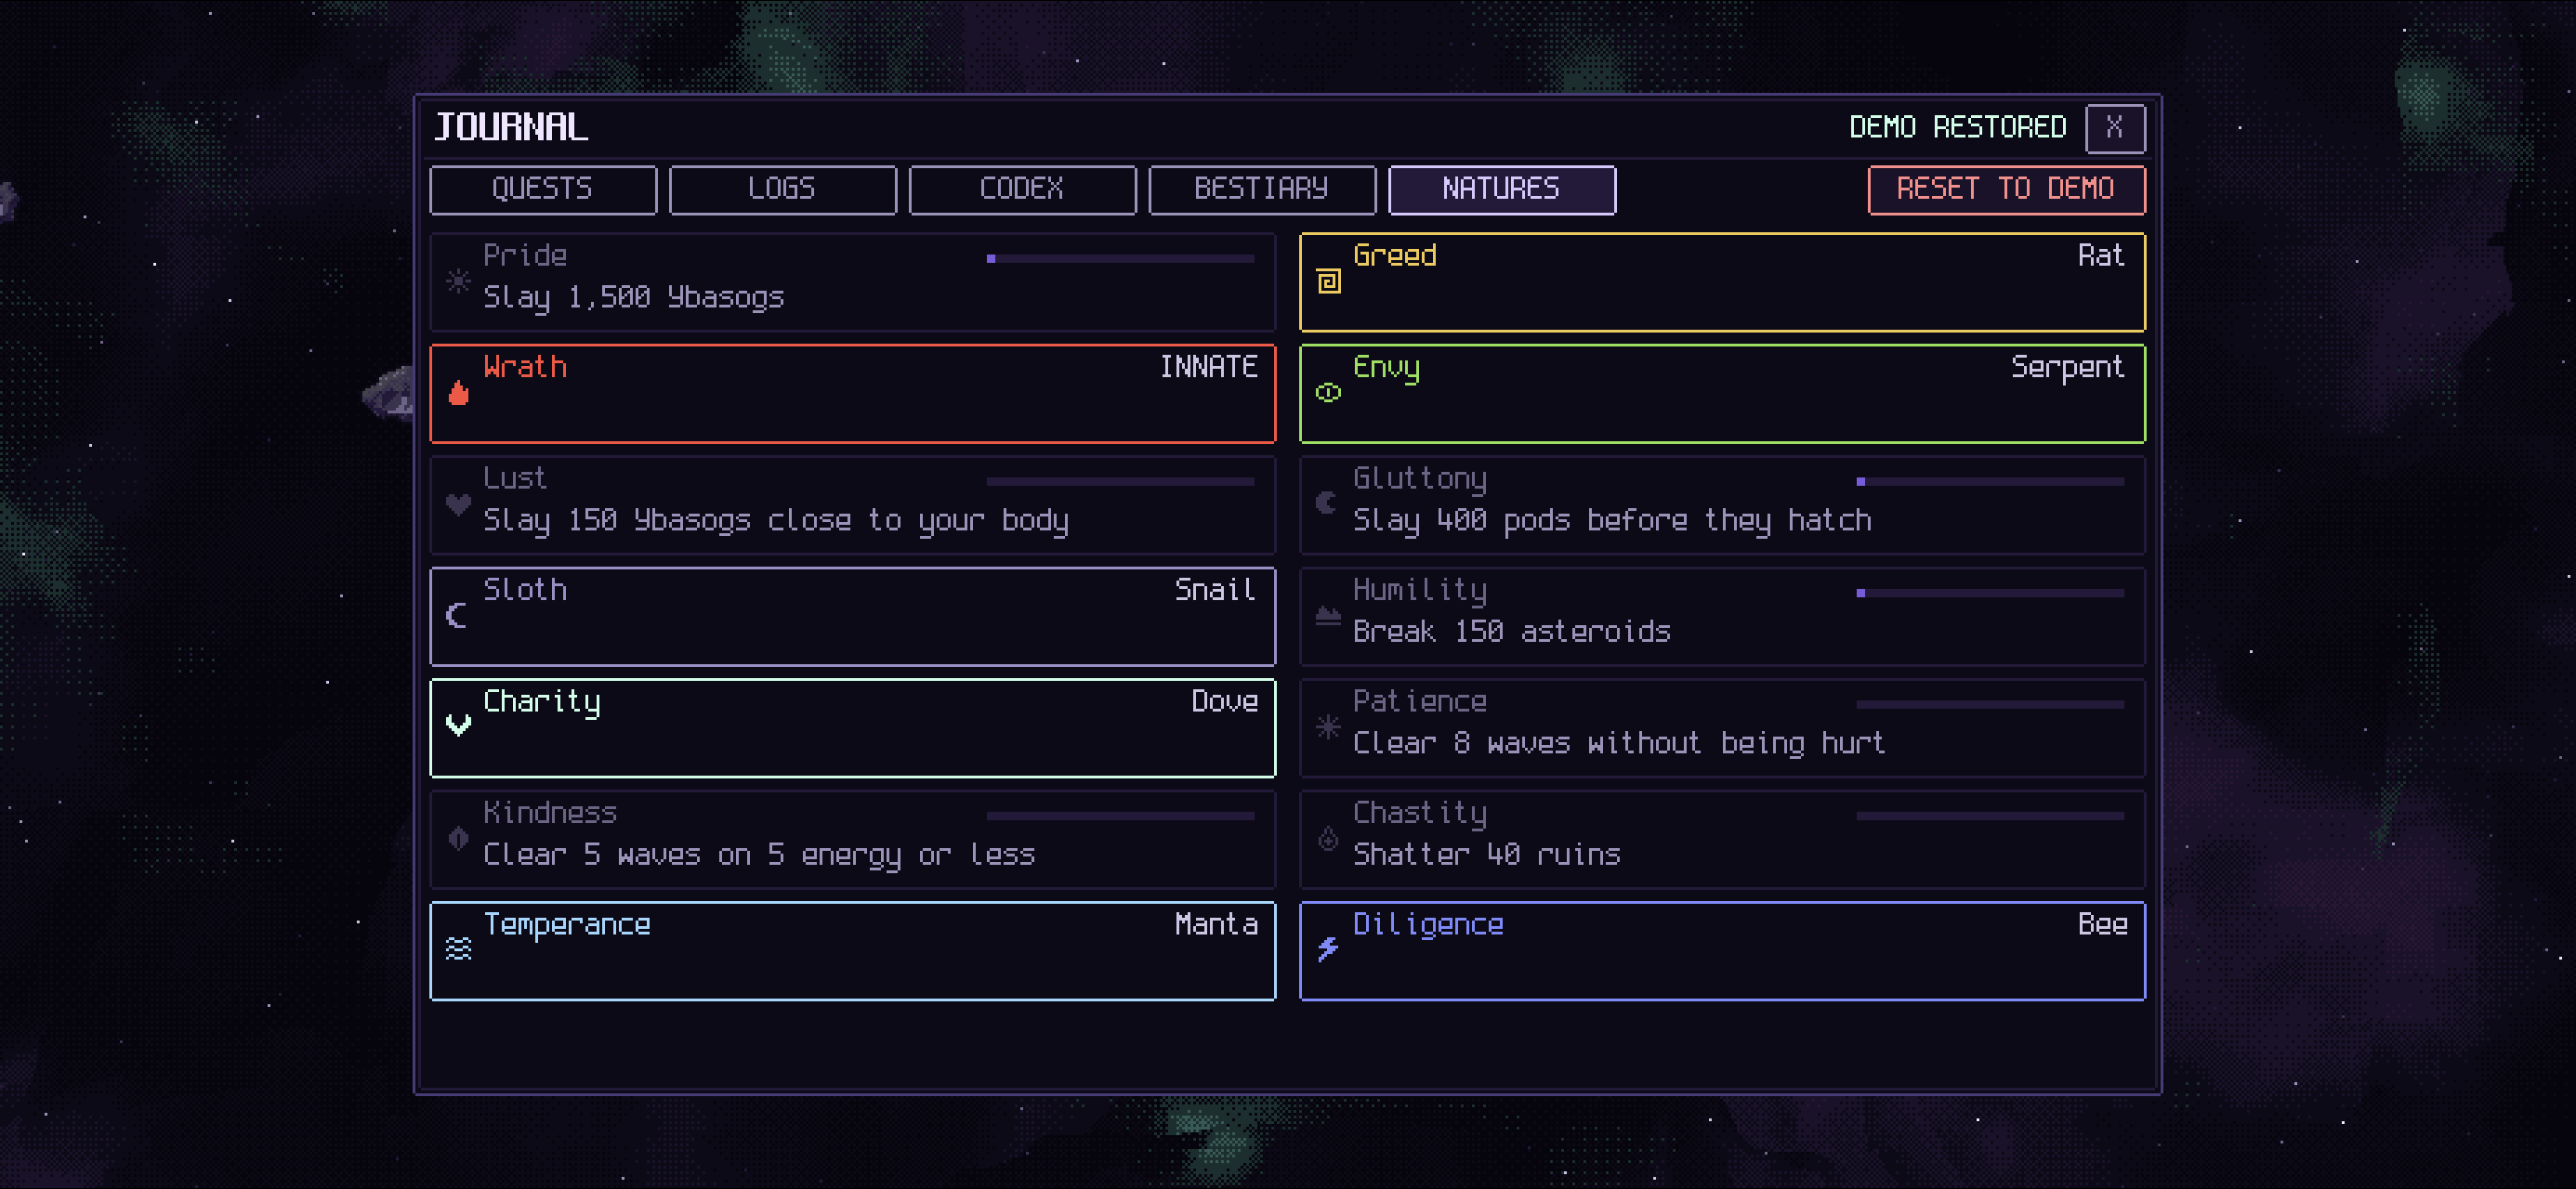 JOURNAL
DEMO RESTORED
X
QUESTS
LOGS
CODEX
BESTIARY
NATURES
RESET TO DEMO
Pride
Slay 1,500 Ybasogs
Greed
Rat
Wrath
INNATE
Envy
Serpent
Lust
Slay 150 Ybasogs close to your body
Gluttony
Slay 400 pods before they hatch
Sloth
Snail
Humility
Break 150 asteroids
Charity
Dove
Patience
Clear 8 waves without being hurt
Kindness
Clear 5 waves on 5 energy or less
Chastity
Shatter 40 ruins
Temperance
Manta
Diligence
Bee